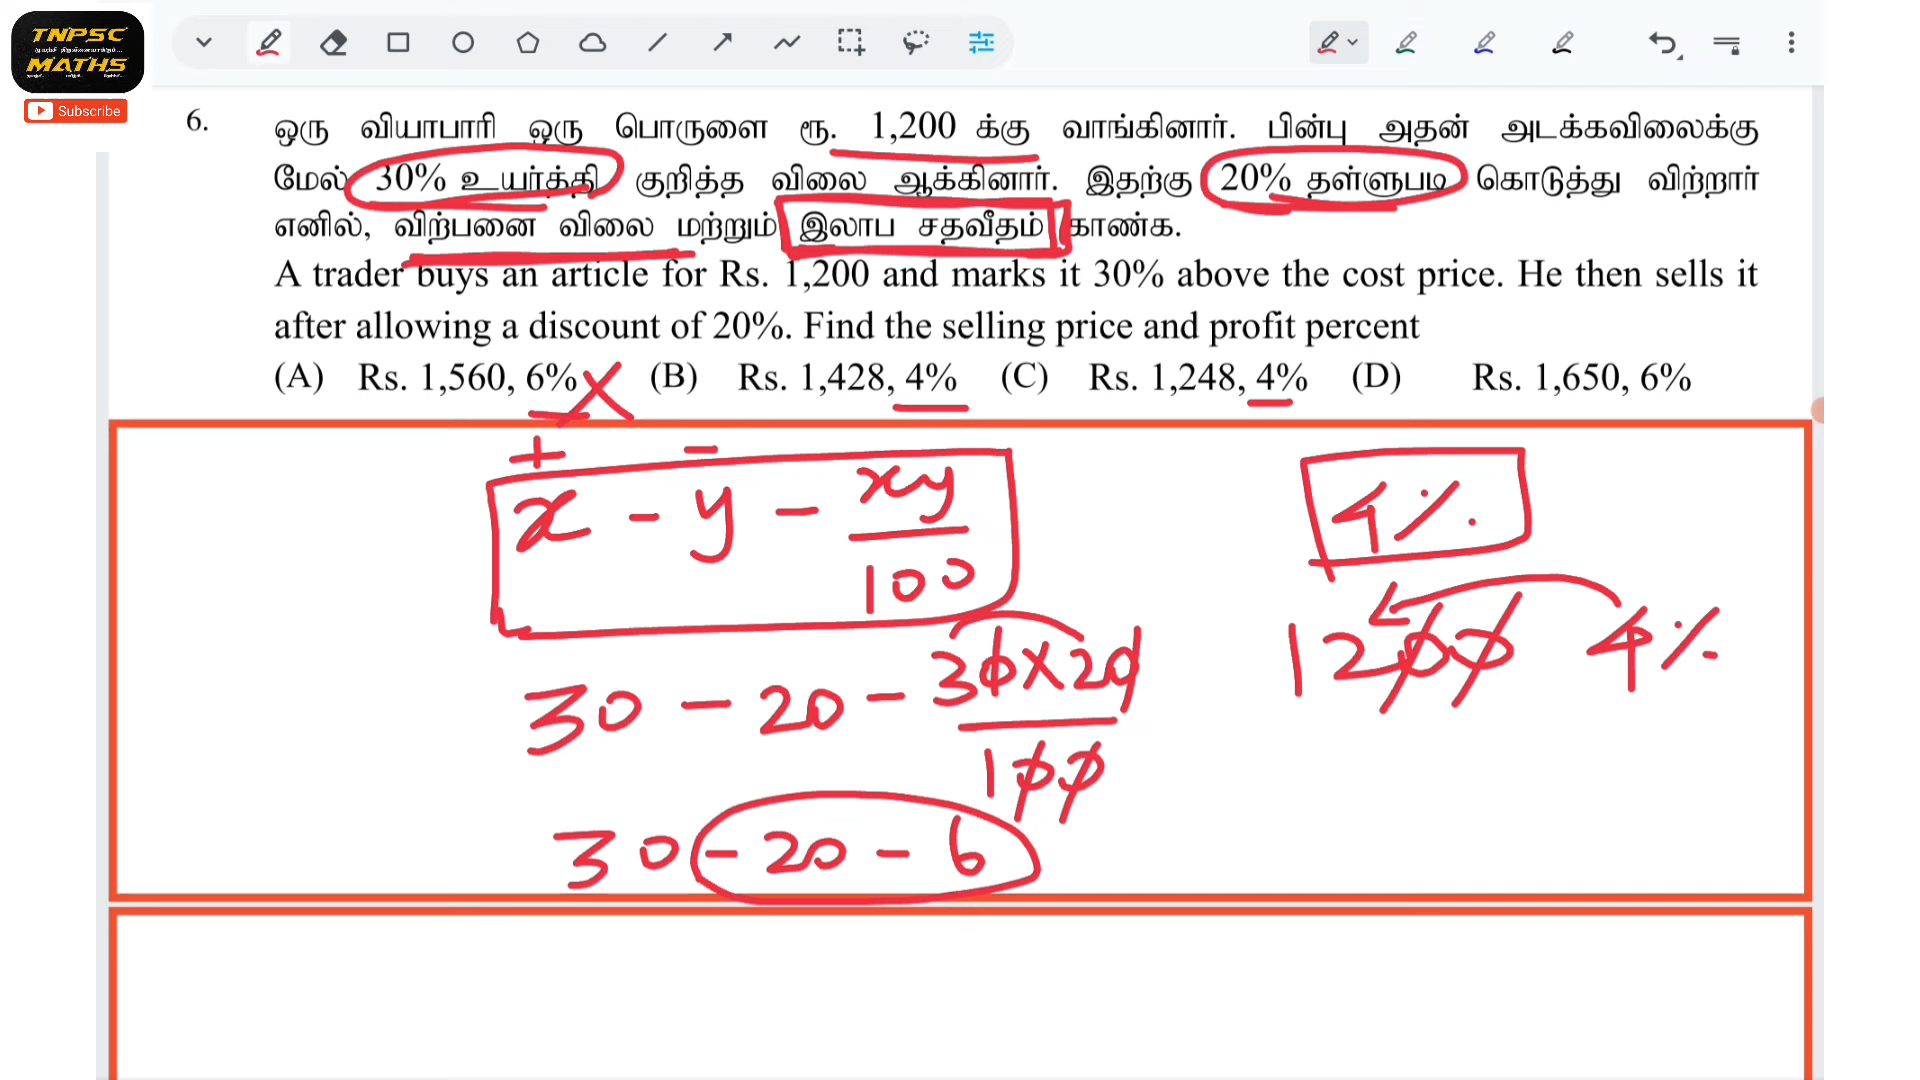 TNPSC
MATHS
Subscribe
6. ஒரு வியாபாரி ஒரு பொருளை ரூ. 1,200 க்கு வாங்கினார். பின்பு அதன் அடக்கவிலைக்கு
மேல் 30% உயர்த்தி குறித்த விலை ஆக்கினார். இதற்கு 20% தள்ளுபடி கொடுத்து விற்றார்
எனில், விற்பனை விலை மற்றும் இலாப சதவீதம் காண்க.
A trader buys an article for Rs. 1,200 and marks it 30% above the cost price. He then sells it
after allowing a discount of 20%. Find the selling price and profit percent
(A) Rs. 1,560, 6% (B) Rs. 1,428, 4% (C) Rs. 1,248, 4% (D) Rs. 1,650, 6%
+ −
x − y − xy/100
4%
30 − 20 − 30×20/100
1200 4%
30 − 20 − 6